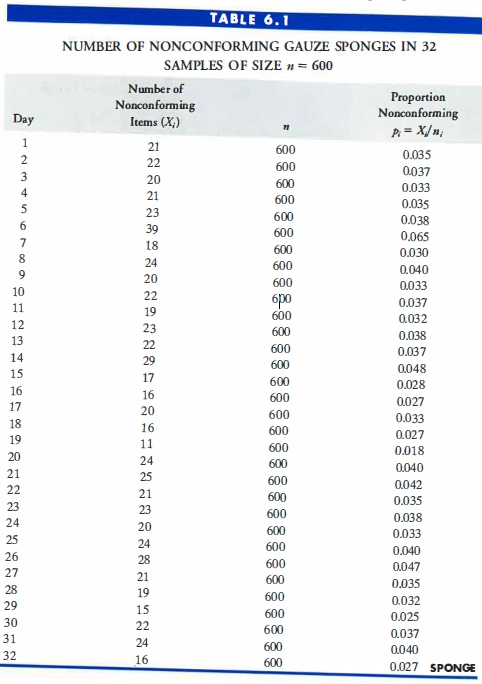 TABLE 6.1
NUMBER OF NONCONFORMING GAUZE SPONGES IN 32
SAMPLES OF SIZE n = 600
Day Number of Nonconforming Items (Xᵢ) n Proportion Nonconforming pᵢ = Xᵢ/nᵢ
1 21 600 0.035
2 22 600 0.037
3 20 600 0.033
4 21 600 0.035
5 23 600 0.038
6 39 600 0.065
7 18 600 0.030
8 24 600 0.040
9 20 600 0.033
10 22 600 0.037
11 19 600 0.032
12 23 600 0.038
13 22 600 0.037
14 29 600 0.048
15 17 600 0.028
16 16 600 0.027
17 20 600 0.033
18 16 600 0.027
19 11 600 0.018
20 24 600 0.040
21 25 600 0.042
22 21 600 0.035
23 23 600 0.038
24 20 600 0.033
25 24 600 0.040
26 28 600 0.047
27 21 600 0.035
28 19 600 0.032
29 15 600 0.025
30 22 600 0.037
31 24 600 0.040
32 16 600 0.027 SPONGE